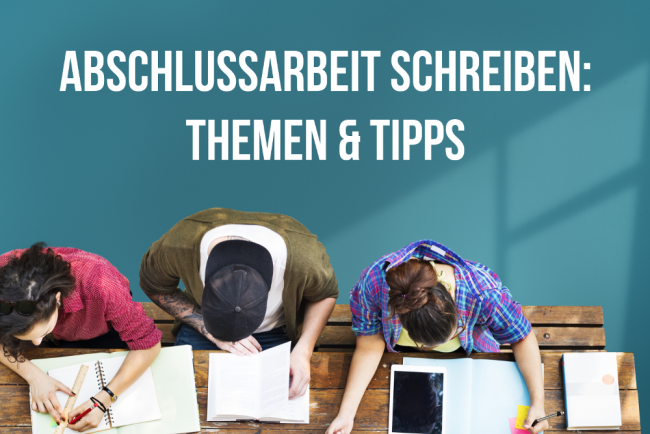 ABSCHLUSSARBEIT SCHREIBEN:
THEMEN & TIPPS